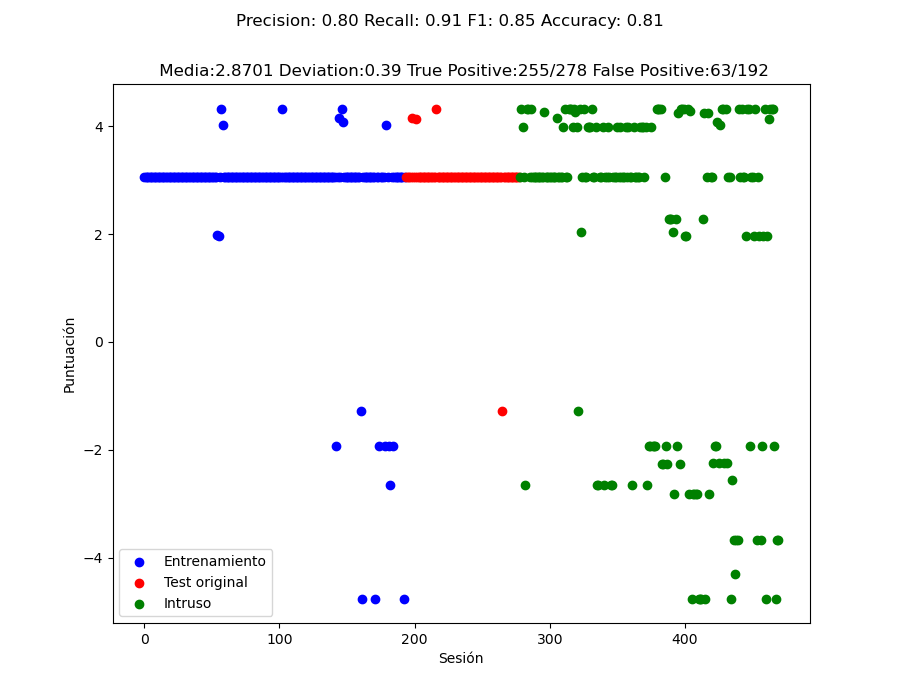 Precision: 0.80 Recall: 0.91 F1: 0.85 Accuracy: 0.81
Media:2.8701 Deviation:0.39 True Positive:255/278 False Positive:63/192
4
2
0
−2
−4
Puntuación
Entrenamiento
Test original
Intruso
0 100 200 300 400
Sesión